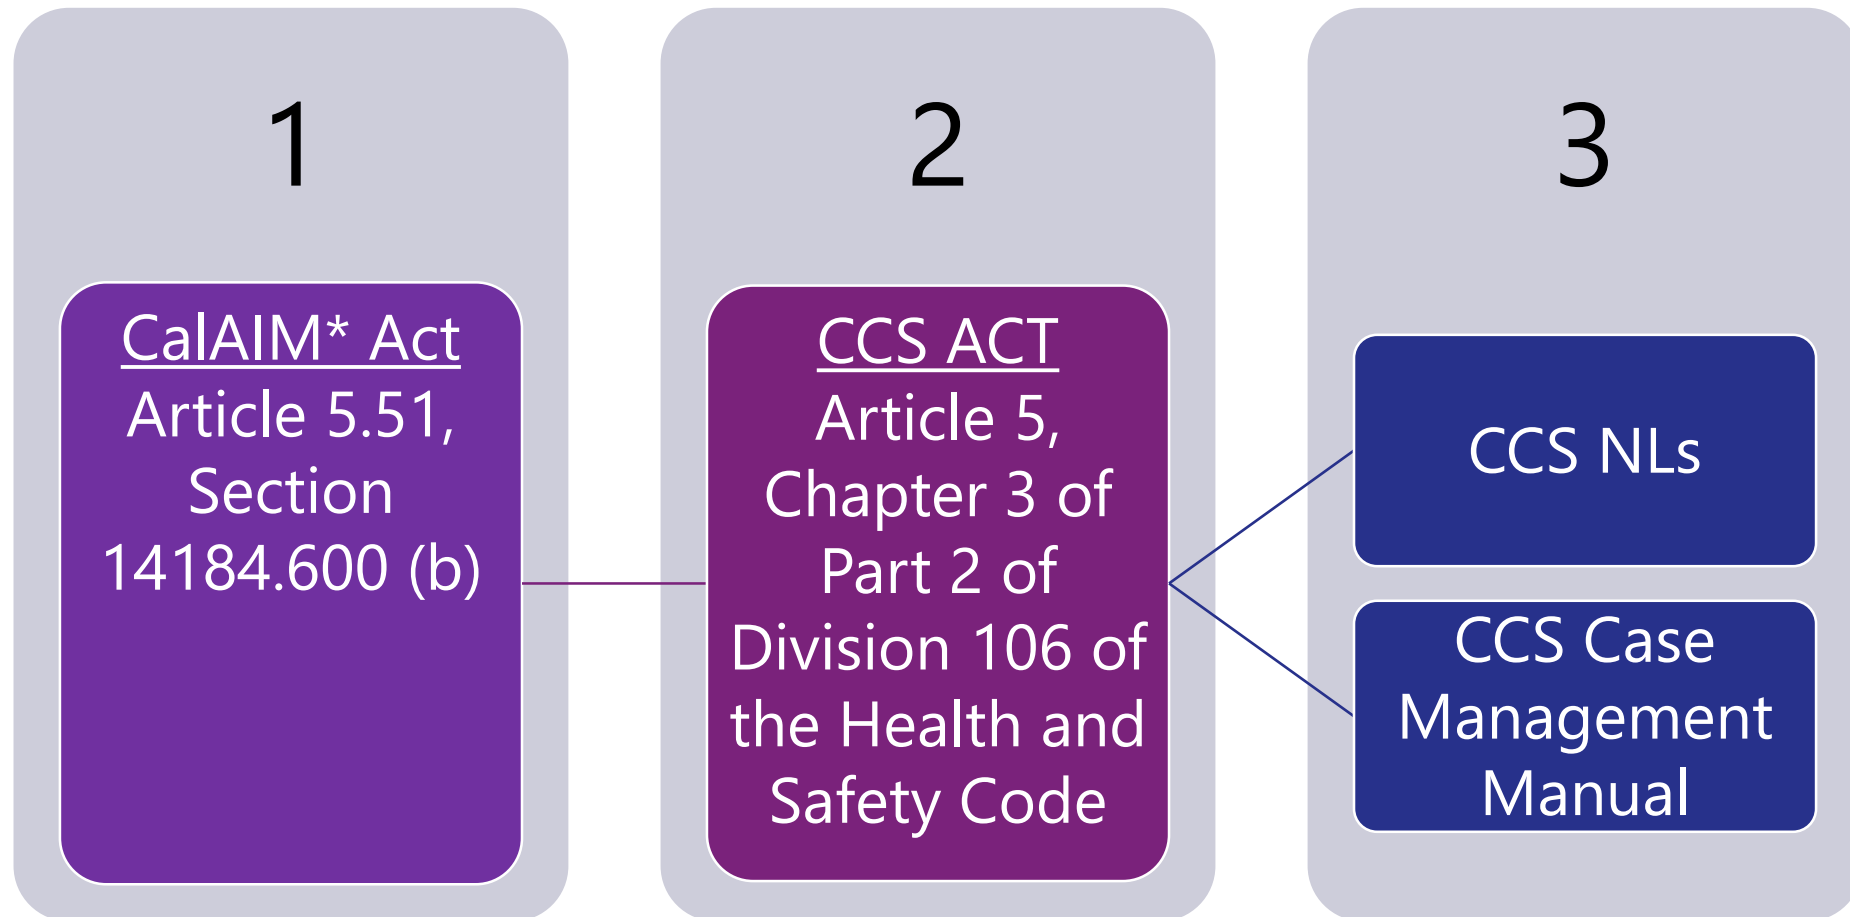 1
CalAIM* Act
Article 5.51,
Section
14184.600 (b)
2
CCS ACT
Article 5,
Chapter 3 of
Part 2 of
Division 106 of
the Health and
Safety Code
3
CCS NLs
CCS Case
Management
Manual